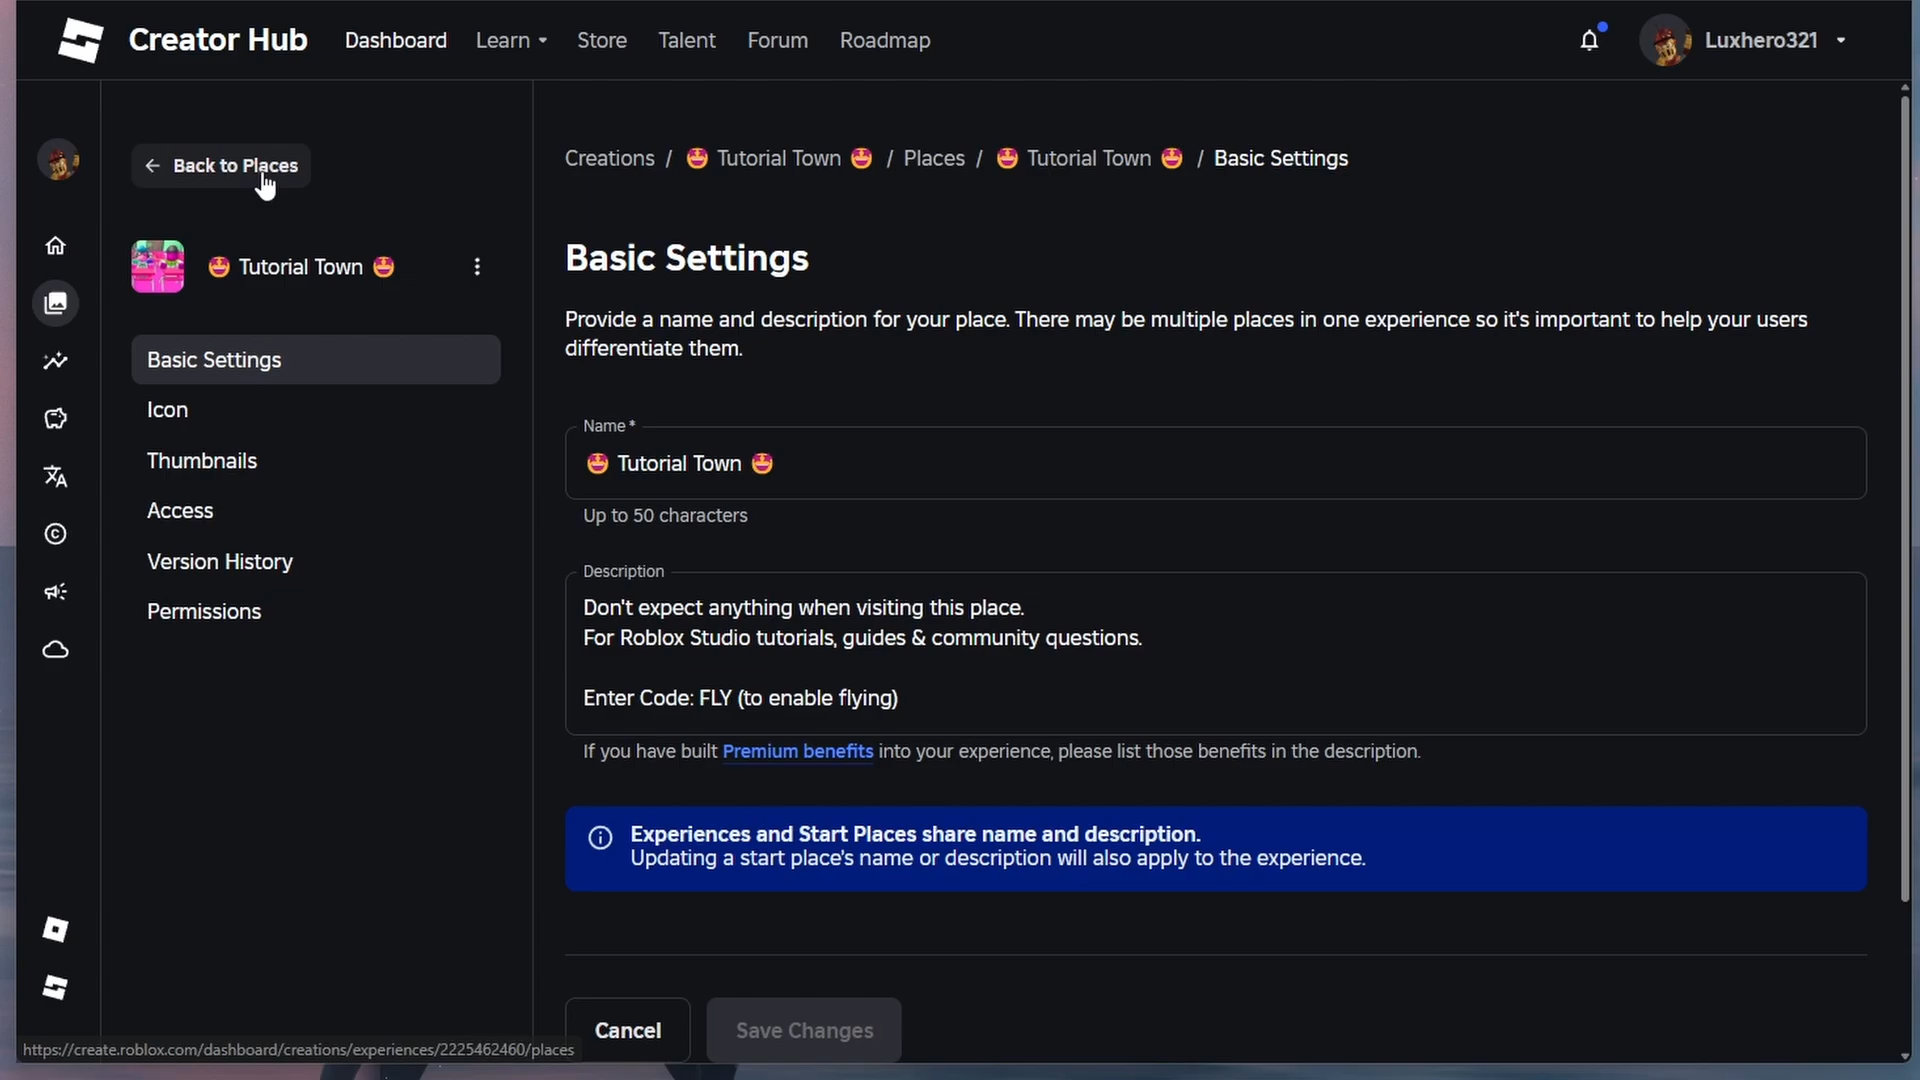 Creator Hub
Dashboard
Learn
Store
Talent
Forum
Roadmap
Luxhero321
Back to Places
🤩 Tutorial Town 🤩
Basic Settings
Icon
Thumbnails
Access
Version History
Permissions
Creations / 🤩 Tutorial Town 🤩 / Places / 🤩 Tutorial Town 🤩 / Basic Settings
Basic Settings
Provide a name and description for your place. There may be multiple places in one experience so it's important to help your users
differentiate them.
Name*
🤩 Tutorial Town 🤩
Up to 50 characters
Description
Don't expect anything when visiting this place.
For Roblox Studio tutorials, guides & community questions.
Enter Code: FLY (to enable flying)
If you have built Premium benefits into your experience, please list those benefits in the description.
Experiences and Start Places share name and description.
Updating a start place's name or description will also apply to the experience.
Cancel
Save Changes
https://create.roblox.com/dashboard/creations/experiences/2225462460/places